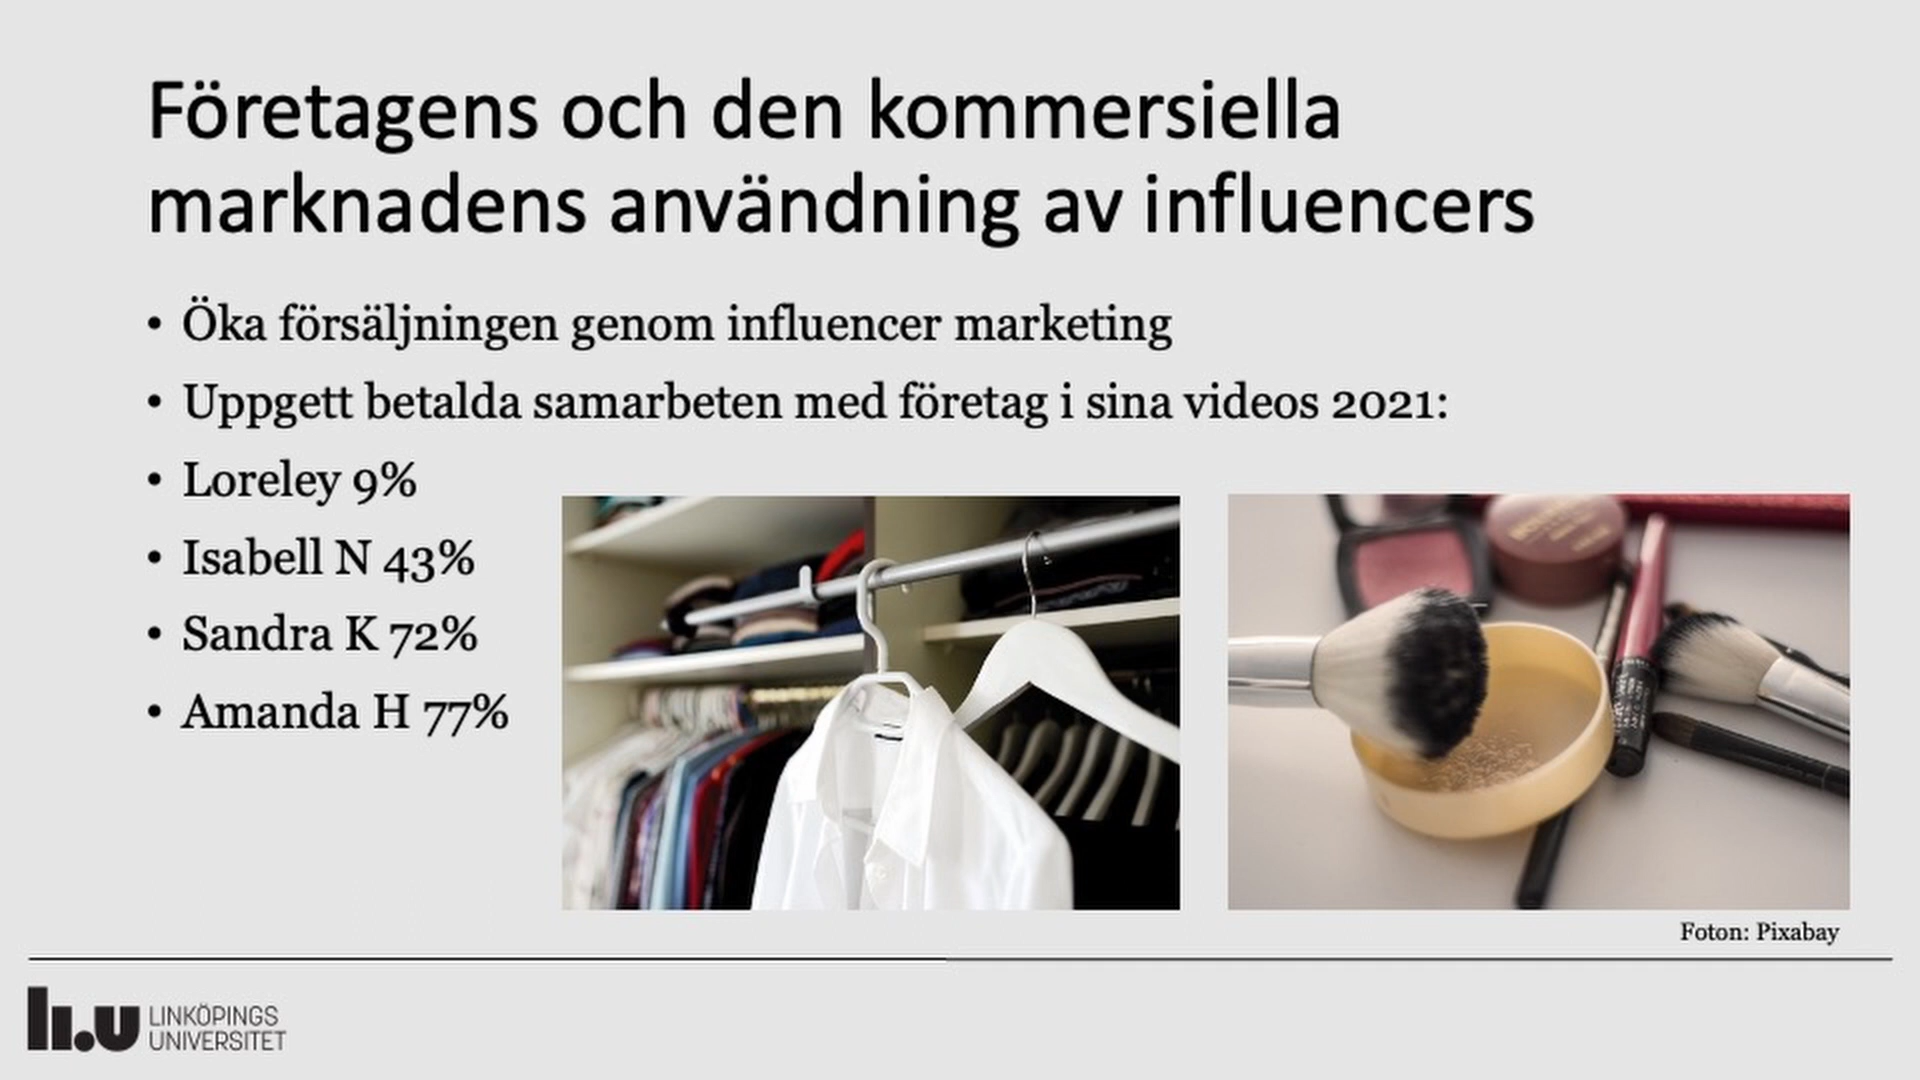 Företagens och den kommersiella
marknadens användning av influencers
• Öka försäljningen genom influencer marketing
• Uppgett betalda samarbeten med företag i sina videos 2021:
• Loreley 9%
• Isabell N 43%
• Sandra K 72%
• Amanda H 77%
Foton: Pixabay
li.u LINKÖPINGS
UNIVERSITET